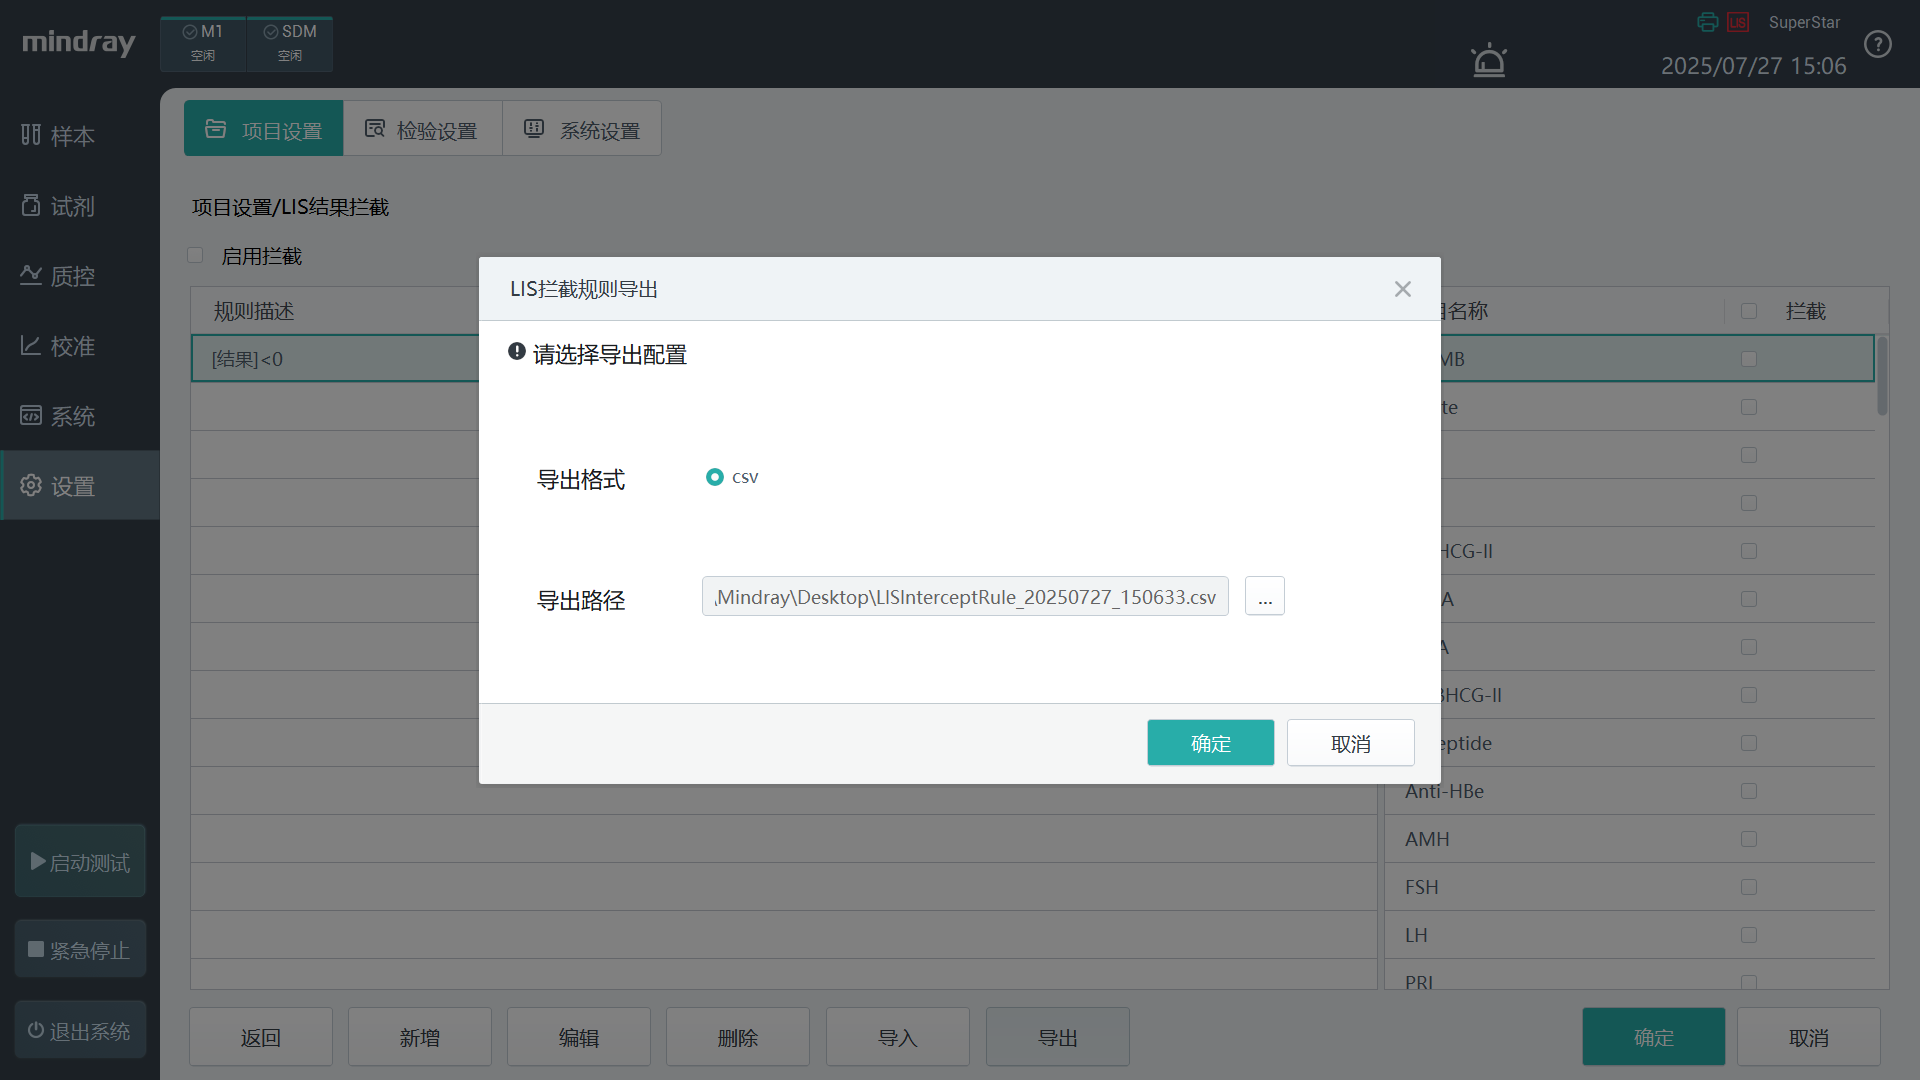 mindray
M1
空闲
SDM
空闲
LIS
SuperStar
2025/07/27 15:06
样本
试剂
质控
校准
系统
设置
启动测试
紧急停止
退出系统
项目设置
检验设置
系统设置
项目设置/LIS结果拦截
启用拦截
规则描述
[结果]<0
名称
拦截
MB
te
HCG-II
A
A
BHCG-II
eptide
Anti-HBe
AMH
FSH
LH
PRL
LIS拦截规则导出
请选择导出配置
导出格式
csv
导出路径
\Mindray\Desktop\LISInterceptRule_20250727_150633.csv
...
确定
取消
返回
新增
编辑
删除
导入
导出
确定
取消